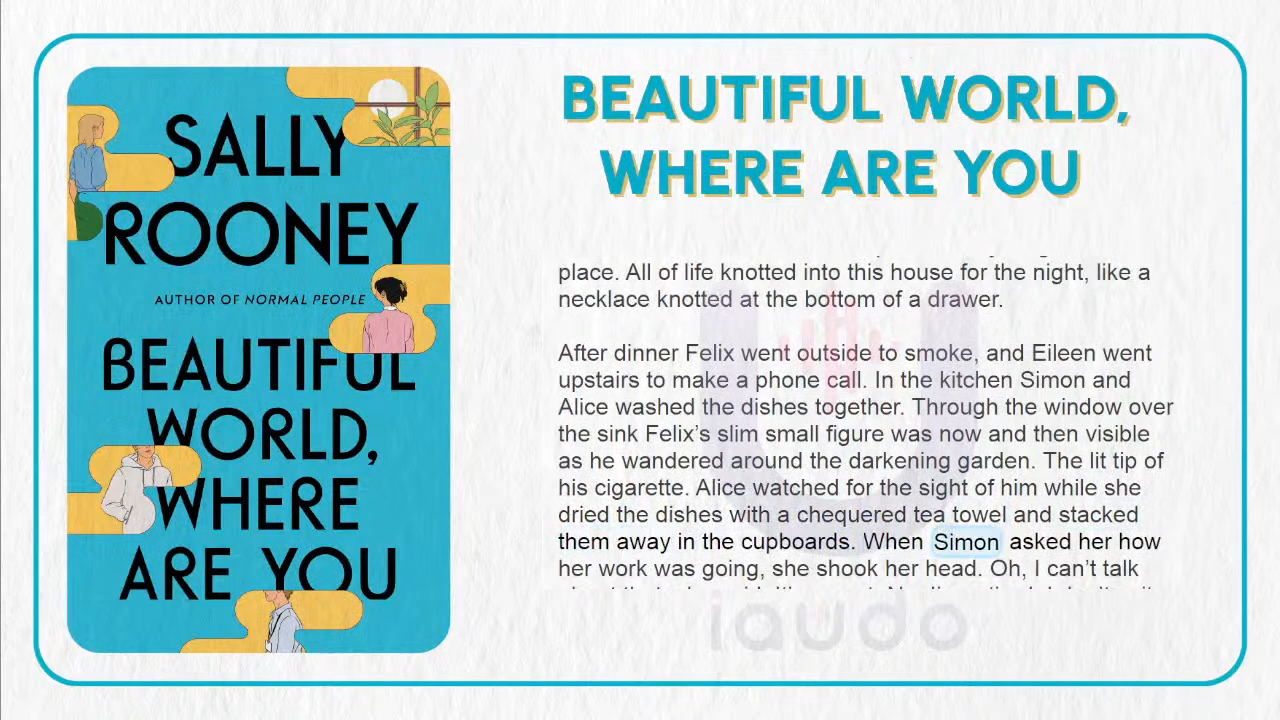 SALLY
ROONEY
AUTHOR OF NORMAL PEOPLE
BEAUTIFUL
WORLD,
WHERE
ARE YOU
BEAUTIFUL WORLD,
WHERE ARE YOU
place. All of life knotted into this house for the night, like a
necklace knotted at the bottom of a drawer.
After dinner Felix went outside to smoke, and Eileen went
upstairs to make a phone call. In the kitchen Simon and
Alice washed the dishes together. Through the window over
the sink Felix’s slim small figure was now and then visible
as he wandered around the darkening garden. The lit tip of
his cigarette. Alice watched for the sight of him while she
dried the dishes with a chequered tea towel and stacked
them away in the cupboards. When Simon asked her how
her work was going, she shook her head. Oh, I can’t talk
iaudo